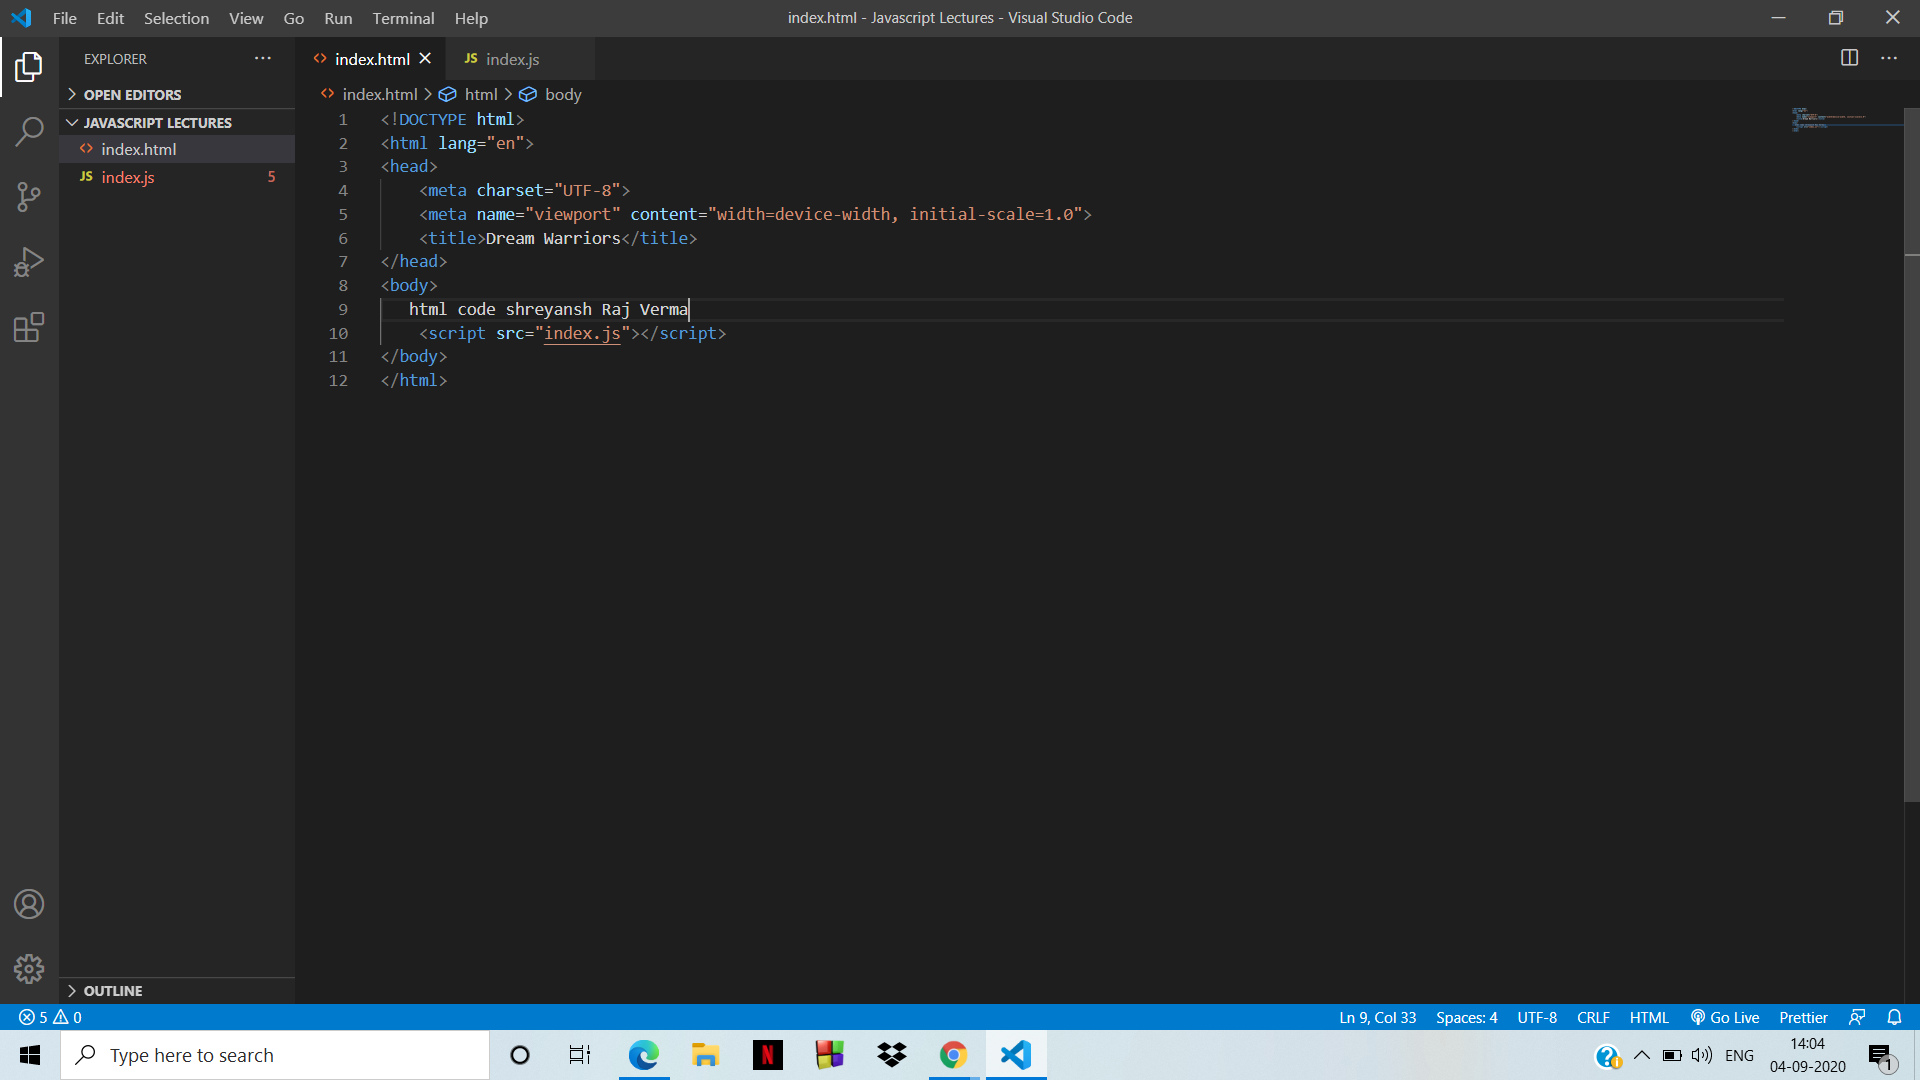 File Edit Selection View Go Run Terminal Help
index.html - Javascript Lectures - Visual Studio Code
EXPLORER
index.html
JS index.js
OPEN EDITORS
index.html > html > body
JAVASCRIPT LECTURES
index.html
JS index.js 5
1 <!DOCTYPE html>
2 <html lang="en">
3 <head>
4 <meta charset="UTF-8">
5 <meta name="viewport" content="width=device-width, initial-scale=1.0">
6 <title>Dream Warriors</title>
7 </head>
8 <body>
9 html code shreyansh Raj Verma
10 <script src="index.js"></script>
11 </body>
12 </html>
OUTLINE
5 0
Ln 9, Col 33 Spaces: 4 UTF-8 CRLF HTML Go Live Prettier
Type here to search
N
ENG
14:04
04-09-2020
1